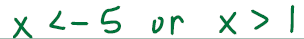 x < -5 or x > 1